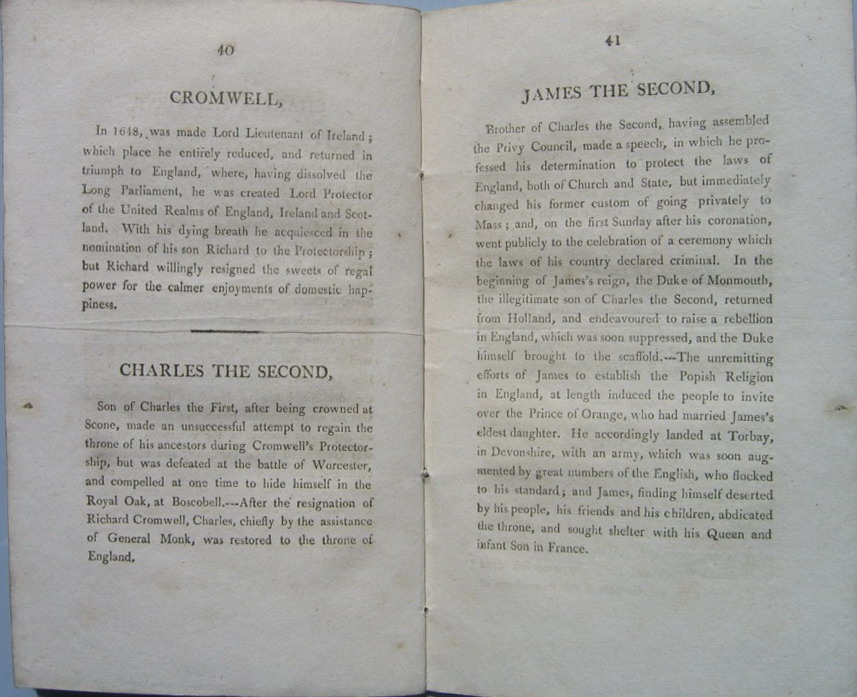 40
CROMWELL,
In 1648, was made Lord Lieutenant of Ireland;
which place he entirely reduced, and returned in
triumph to England, where, having dissolved the
Long Parliament, he was created Lord Protector
of the United Realms of England, Ireland and Scot-
land. With his dying breath he acquiesced in the
nomination of his son Richard to the Protectorship;
but Richard willingly resigned the sweets of regal
power for the calmer enjoyments of domestic hap-
piness.
CHARLES THE SECOND,
Son of Charles the First, after being crowned at
Scone, made an unsuccessful attempt to regain the
throne of his ancestors during Cromwell's Protector-
ship, but was defeated at the battle of Worcester,
and compelled at one time to hide himself in the
Royal Oak, at Boscobell.---After the resignation of
Richard Cromwell, Charles, chiefly by the assistance
of General Monk, was restored to the throne of
England.
41
JAMES THE SECOND,
Brother of Charles the Second, having assembled
the Privy Council, made a speech, in which he pro-
fessed his determination to protect the laws of
England, both of Church and State, but immediately
changed his former custom of going privately to
Mass; and, on the first Sunday after his coronation,
went publicly to the celebration of a ceremony which
the laws of his country declared criminal. In the
beginning of James's reign, the Duke of Monmouth,
the illegitimate son of Charles the Second, returned
from Holland, and endeavoured to raise a rebellion
in England, which was soon suppressed, and the Duke
himself brought to the scaffold.---The unremitting
efforts of James to establish the Popish Religion
in England, at length induced the people to invite
over the Prince of Orange, who had married James's
eldest daughter. He accordingly landed at Torbay,
in Devonshire, with an army, which was soon aug-
mented by great numbers of the English, who flocked
to his standard; and James, finding himself deserted
by his people, his friends and his children, abdicated
the throne, and sought shelter with his Queen and
infant Son in France.